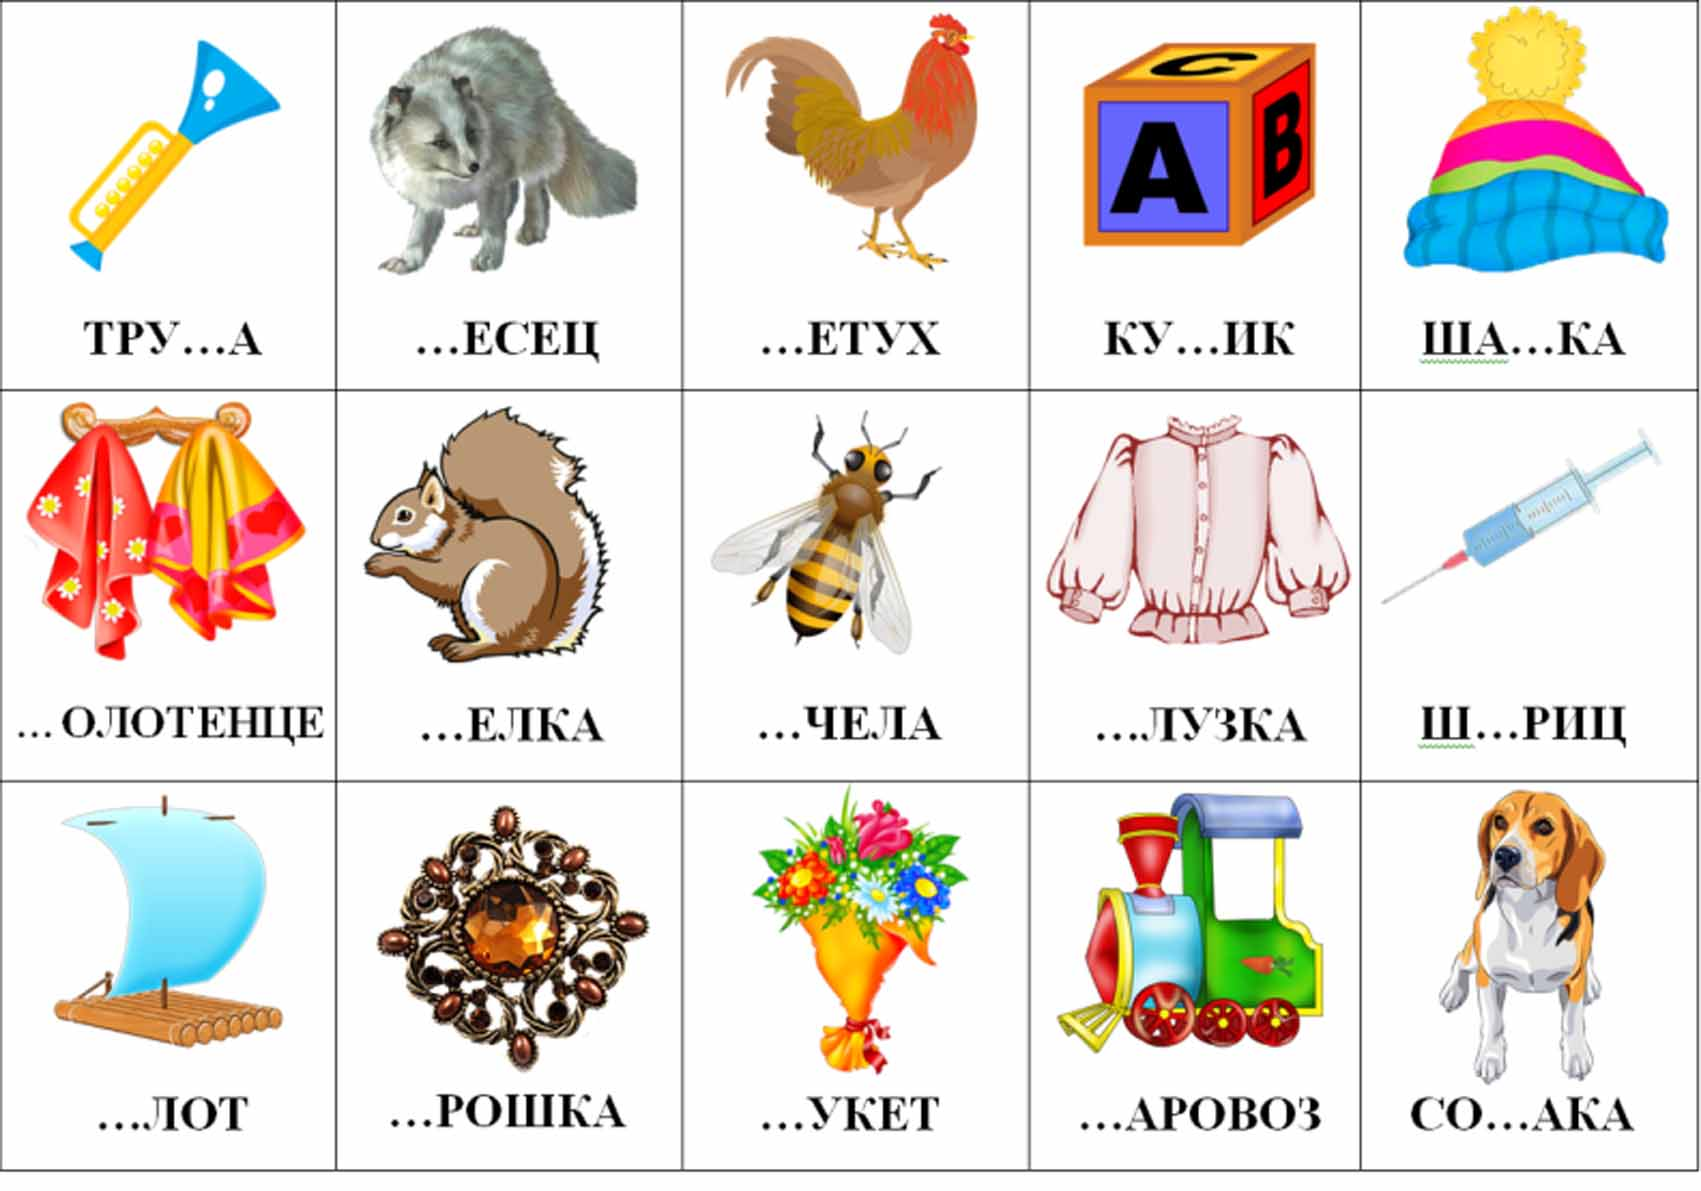 C
A B
ТРУ...А ...ЕСЕЦ ...ЕТУХ КУ...ИК ША...КА
... ОЛОТЕНЦЕ ...ЕЛКА ...ЧЕЛА ...ЛУЗКА Ш...РИЦ
...ЛОТ ...РОШКА ...УКЕТ ...АРОВОЗ СО...АКА